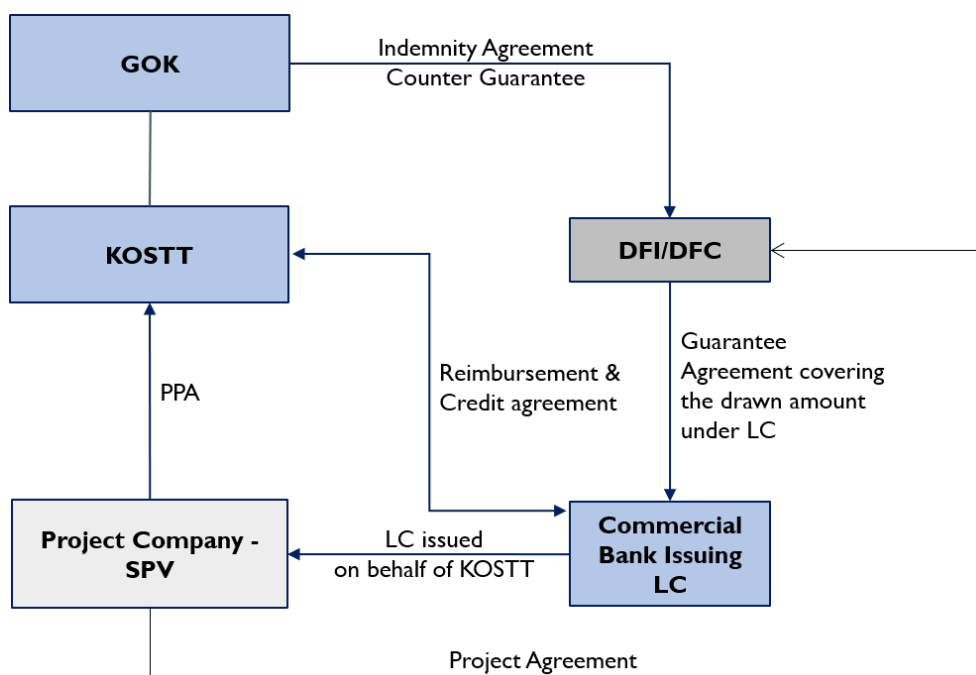 GOK
Indemnity Agreement
Counter Guarantee
KOSTT
DFI/DFC
PPA
Reimbursement &
Credit agreement
Guarantee
Agreement covering
the drawn amount
under LC
Project Company -
SPV
LC issued
on behalf of KOSTT
Commercial
Bank Issuing
LC
Project Agreement